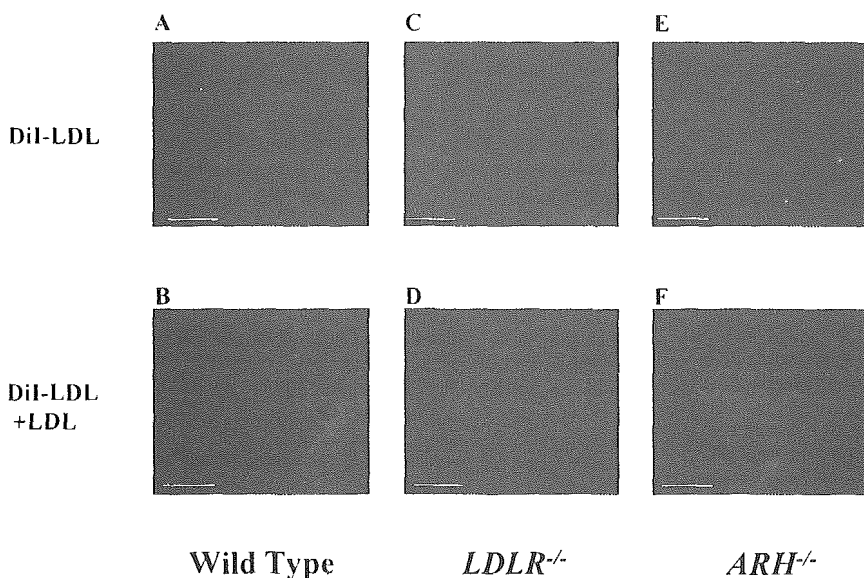 A
C
E
DiI-LDL
B
D
F
DiI-LDL
+LDL
Wild Type
LDLR-/-
ARH-/-